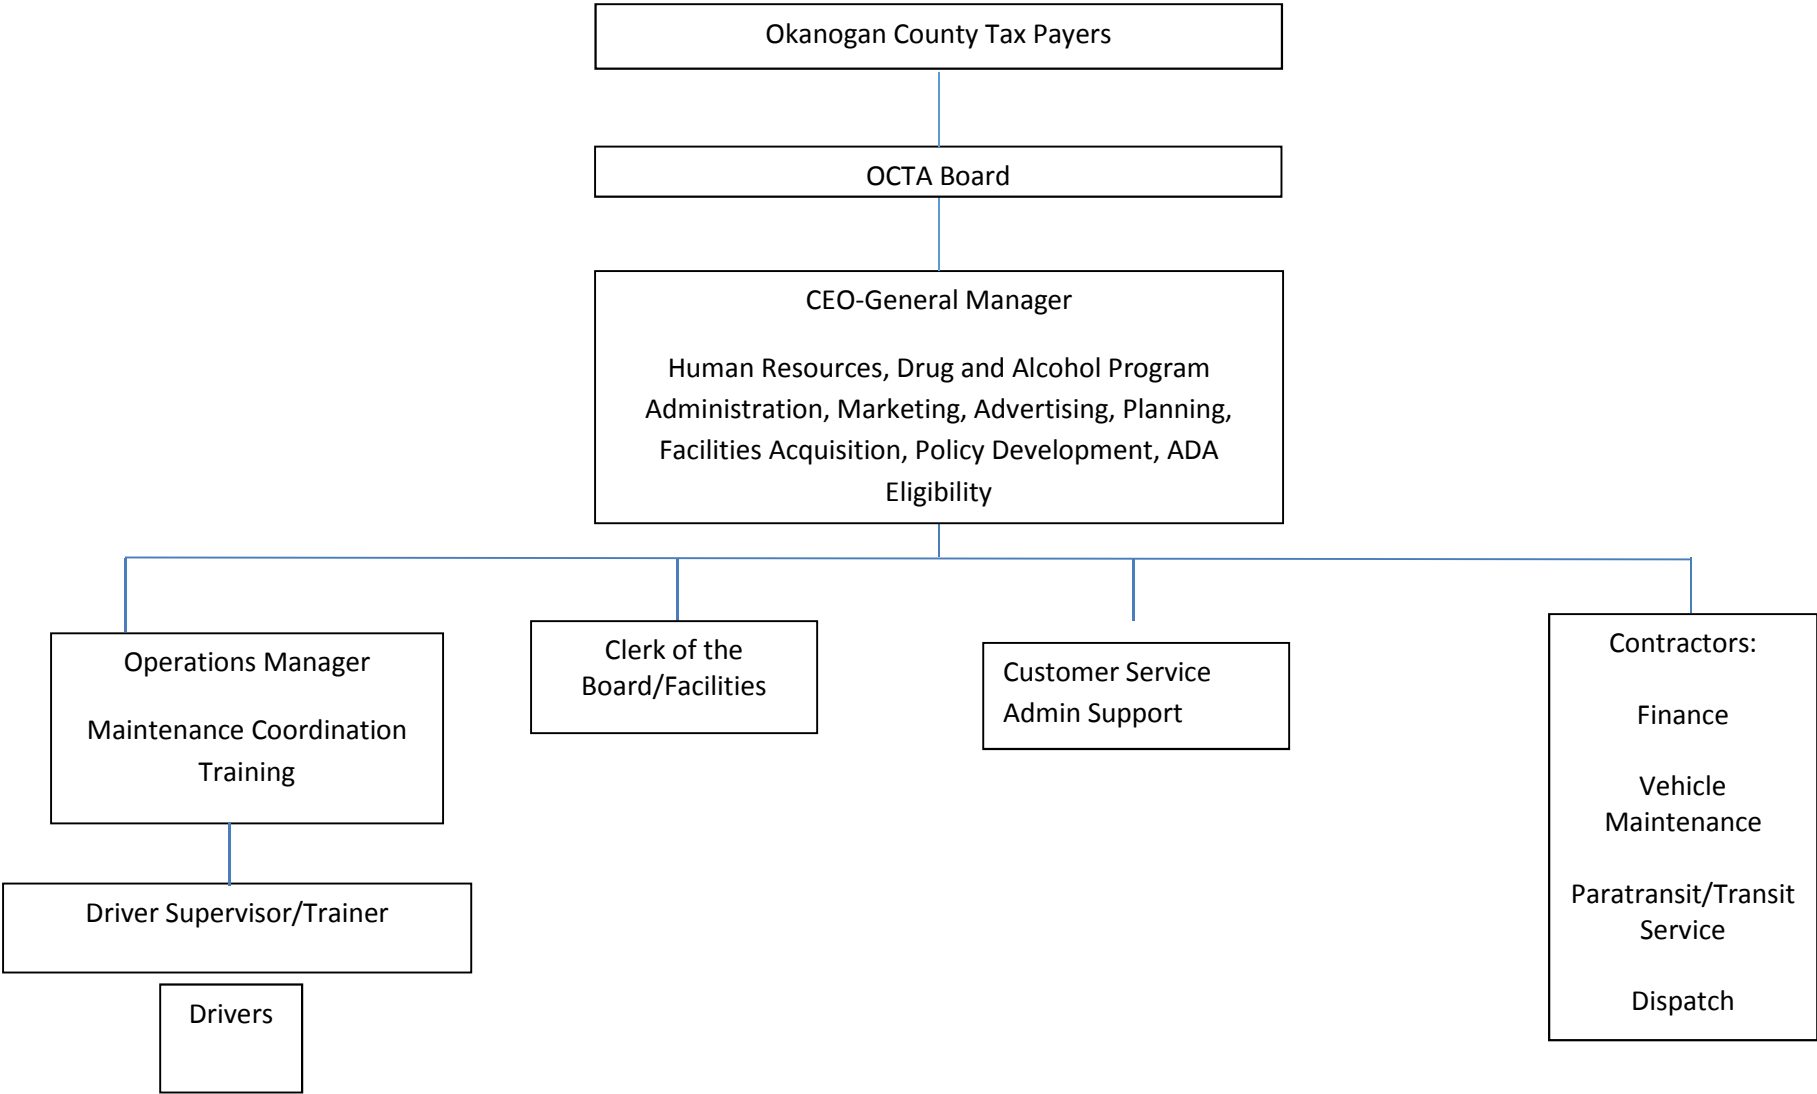 Okanogan County Tax Payers
OCTA Board
CEO-General Manager
Human Resources, Drug and Alcohol Program
Administration, Marketing, Advertising, Planning,
Facilities Acquisition, Policy Development, ADA
Eligibility
Operations Manager
Maintenance Coordination
Training
Clerk of the
Board/Facilities
Customer Service
Admin Support
Contractors:
Finance
Vehicle
Maintenance
Paratransit/Transit
Service
Dispatch
Driver Supervisor/Trainer
Drivers